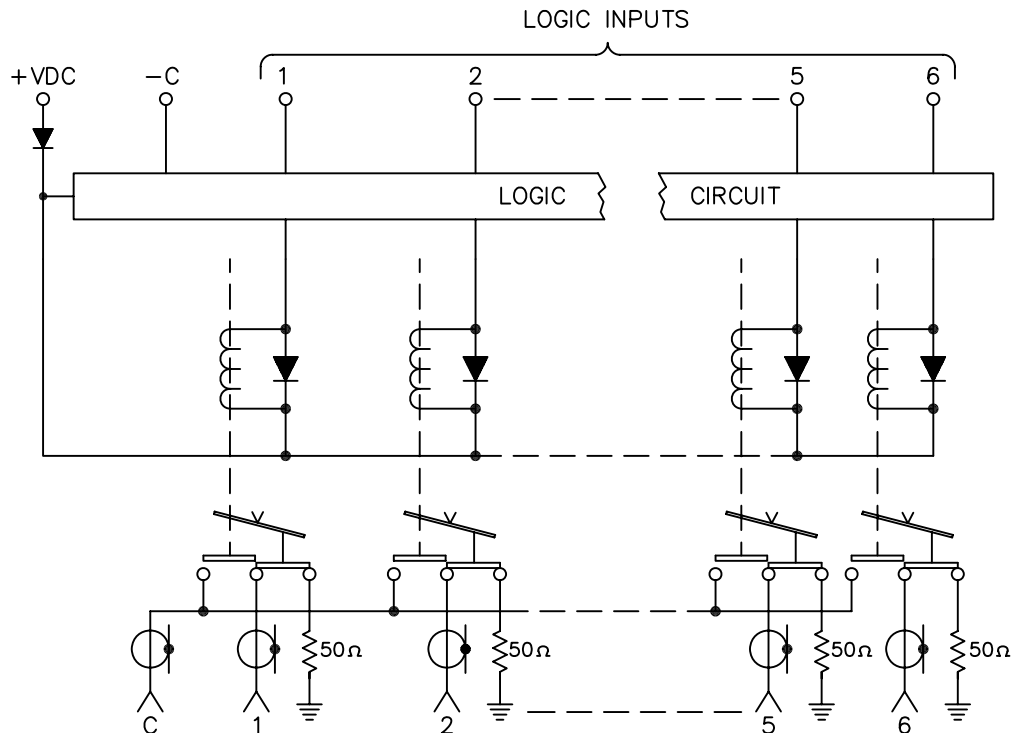 LOGIC INPUTS
+VDC -C 1 2 5 6
LOGIC CIRCUIT
50Ω 50Ω 50Ω 50Ω
C 1 2 5 6